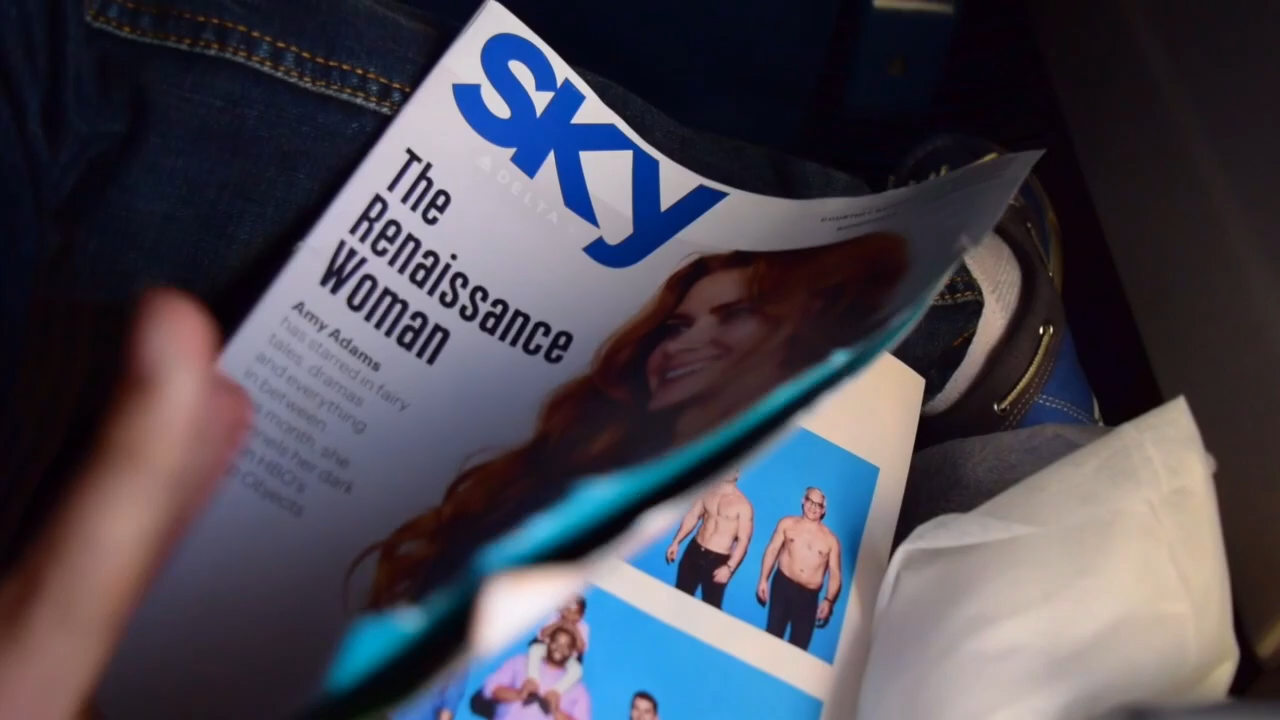 SKY
DELTA
The
Renaissance
Woman
Amy Adams
has starred in fairy
tales, dramas
and everything
in between
month, she
her dark
HBO's
Objects